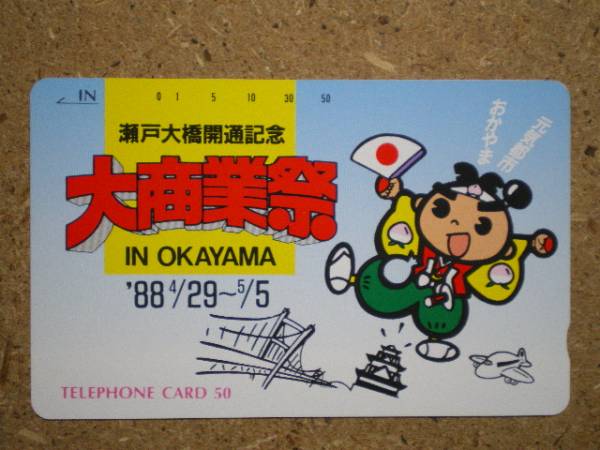 IN
0 1 5 10 30 50
瀬戸大橋開通記念
大商業祭
IN OKAYAMA
'88 4/29~5/5
元気都市
おかやま
TELEPHONE CARD 50